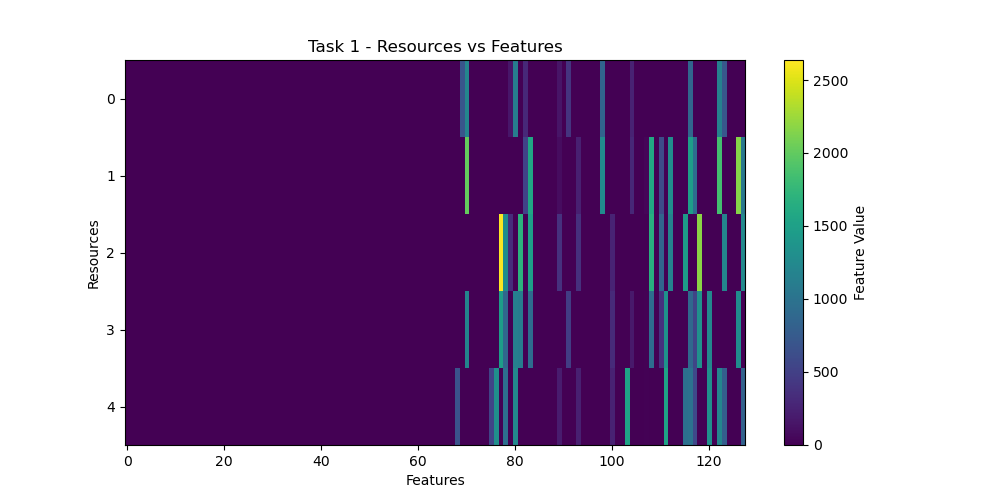 Task 1 - Resources vs Features
0
1
2
3
4
Resources
0 20 40 60 80 100 120
Features
2500
2000
1500
1000
500
0
Feature Value